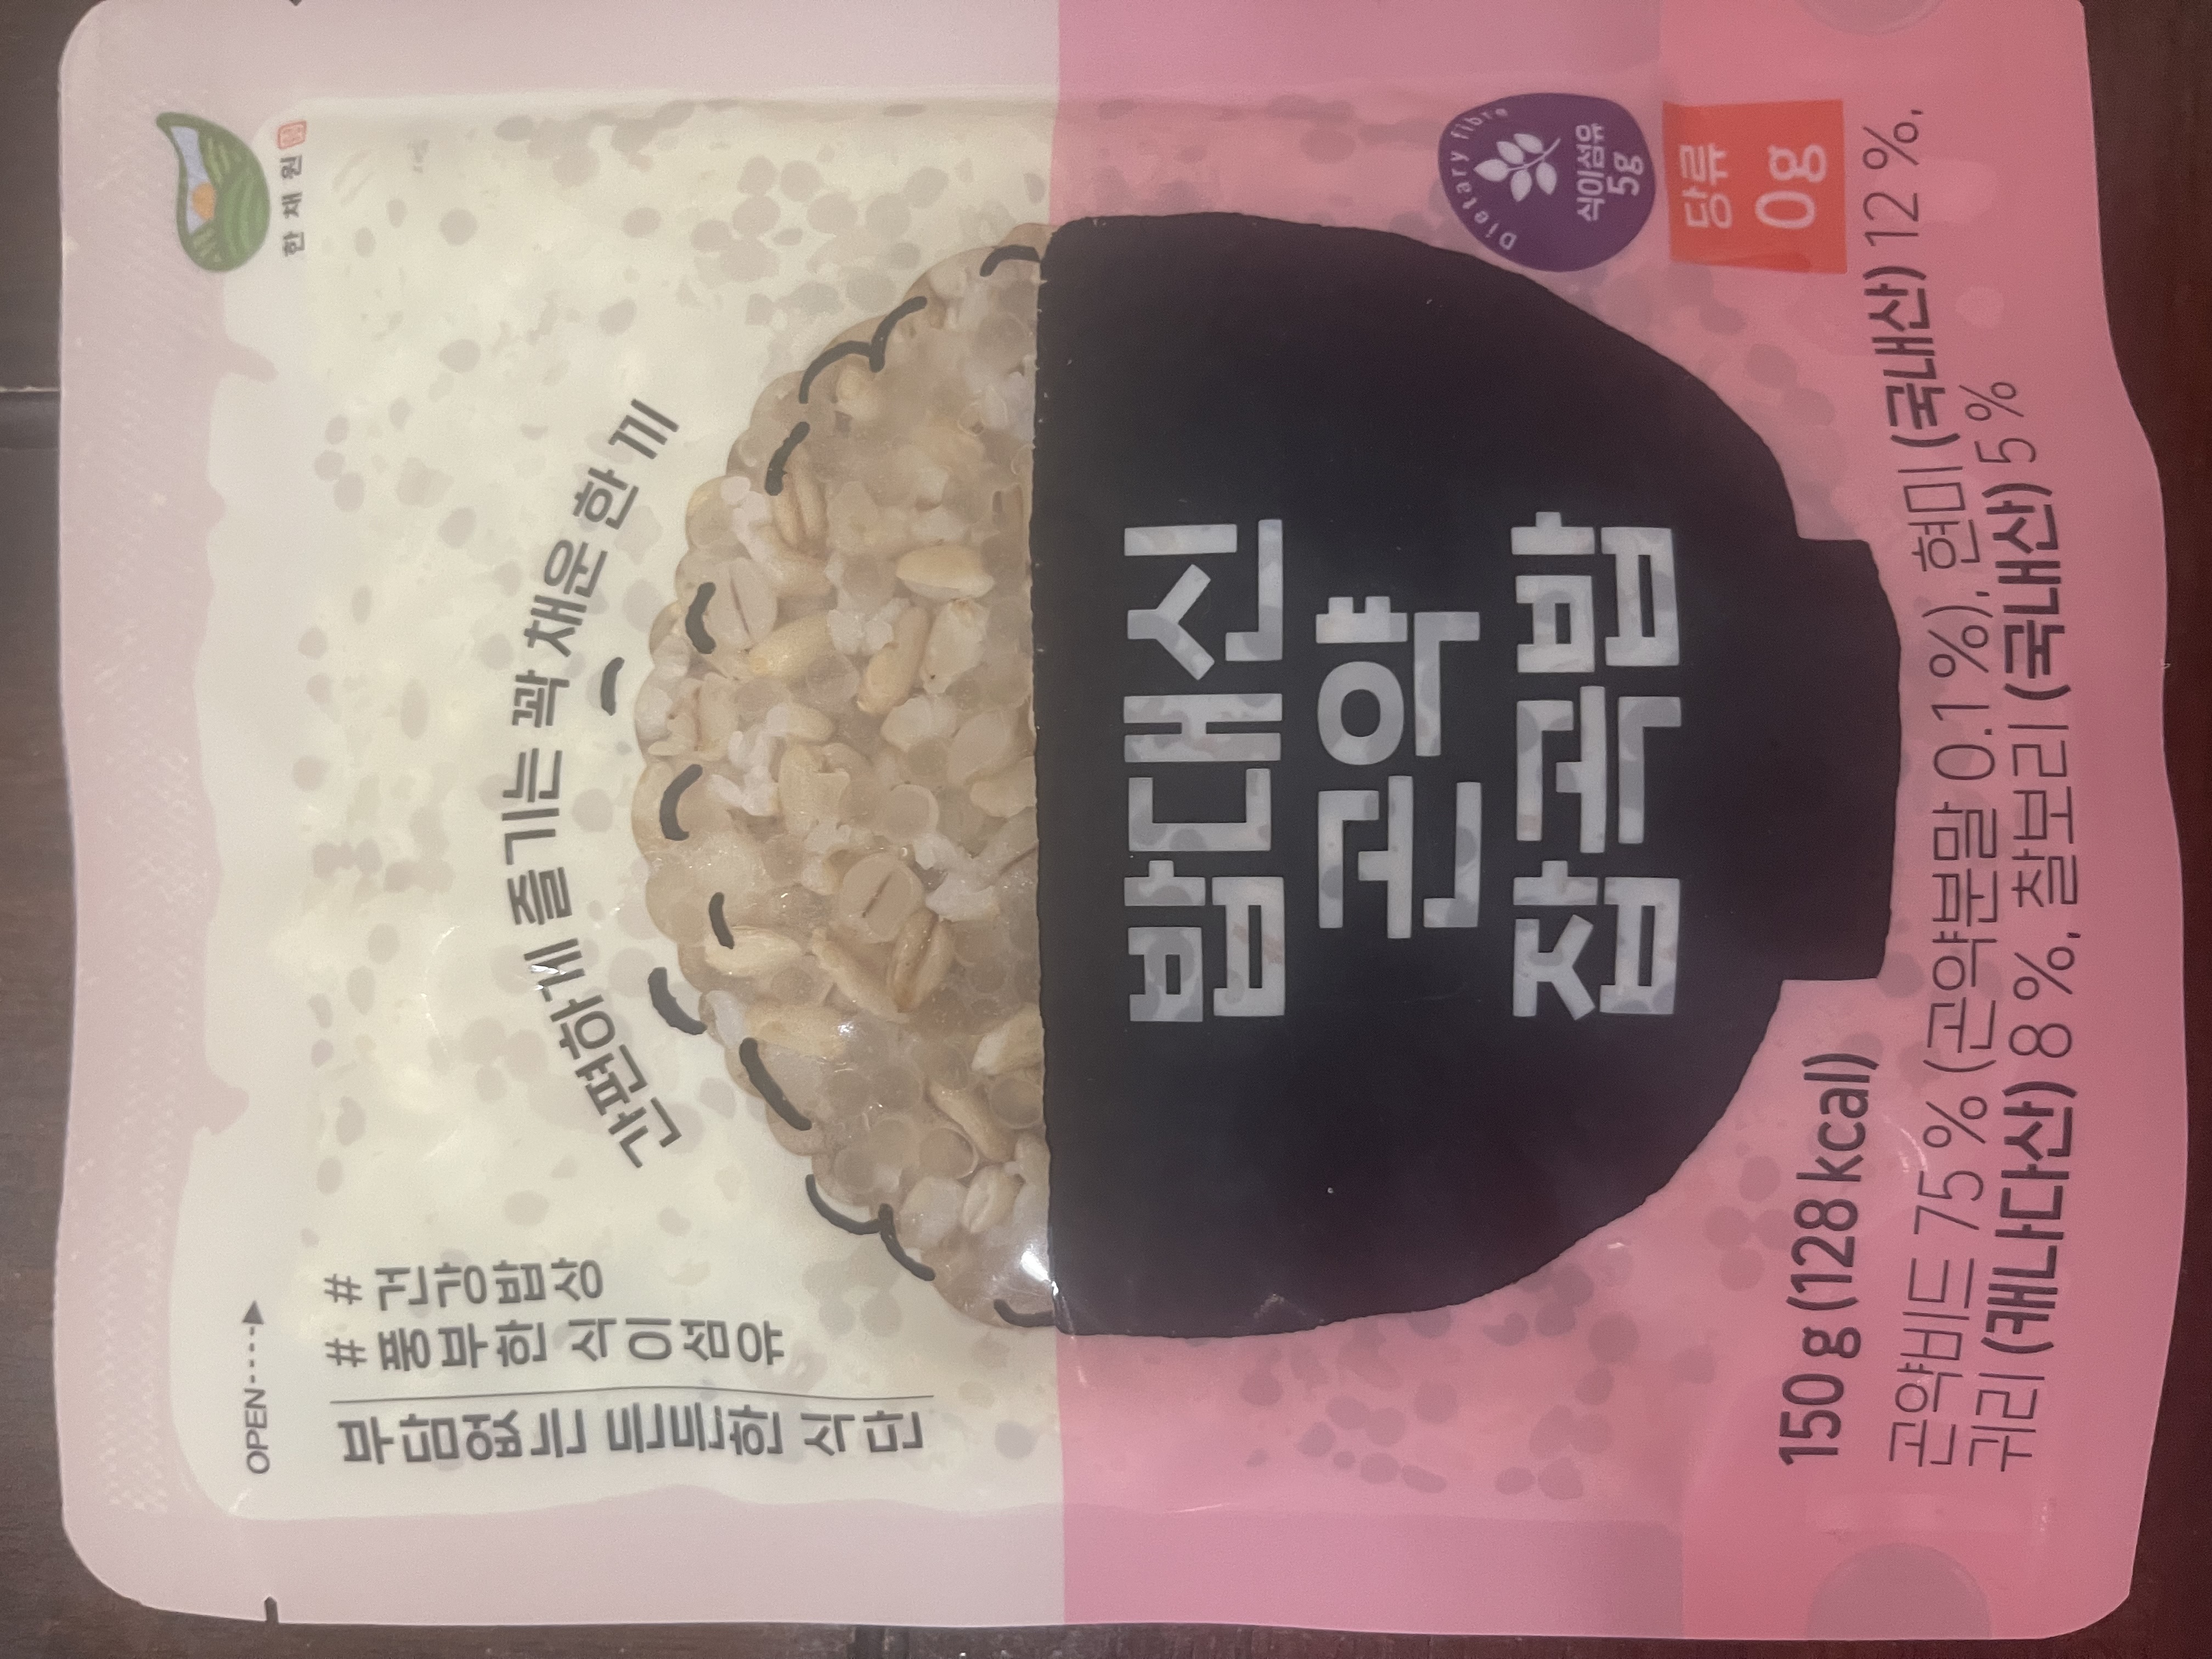 OPEN
한채원
부담없는 든든한 식단
# 풍부한 식이섬유
# 건강밥상
간편하게 즐기는 꽉 채운 한 끼
밥대신
곤약
잡곡밥
Dietary fibre
식이섬유
5g
당류
0g
150 g (128 kcal)
곤약비드 75 % (곤약분말 0.1 %), 현미 (국내산) 12 %,
귀리 (캐나다산) 8 %, 찰보리 (국내산) 5 %